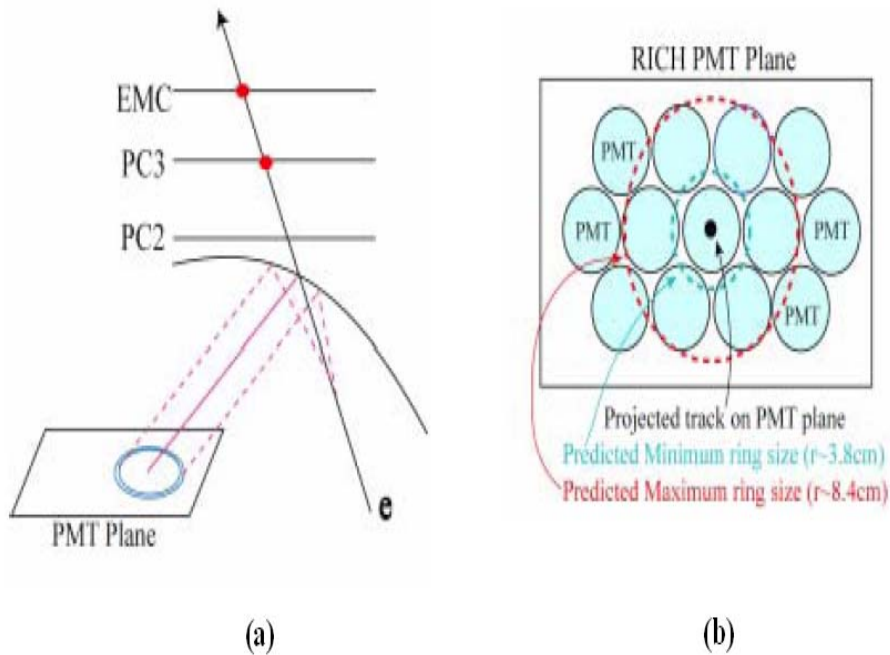 EMC
PC3
PC2
e
PMT Plane
(a)
RICH PMT Plane
PMT
PMT
PMT
PMT
Projected track on PMT plane
Predicted Minimum ring size (r~3.8cm)
Predicted Maximum ring size (r~8.4cm)
(b)